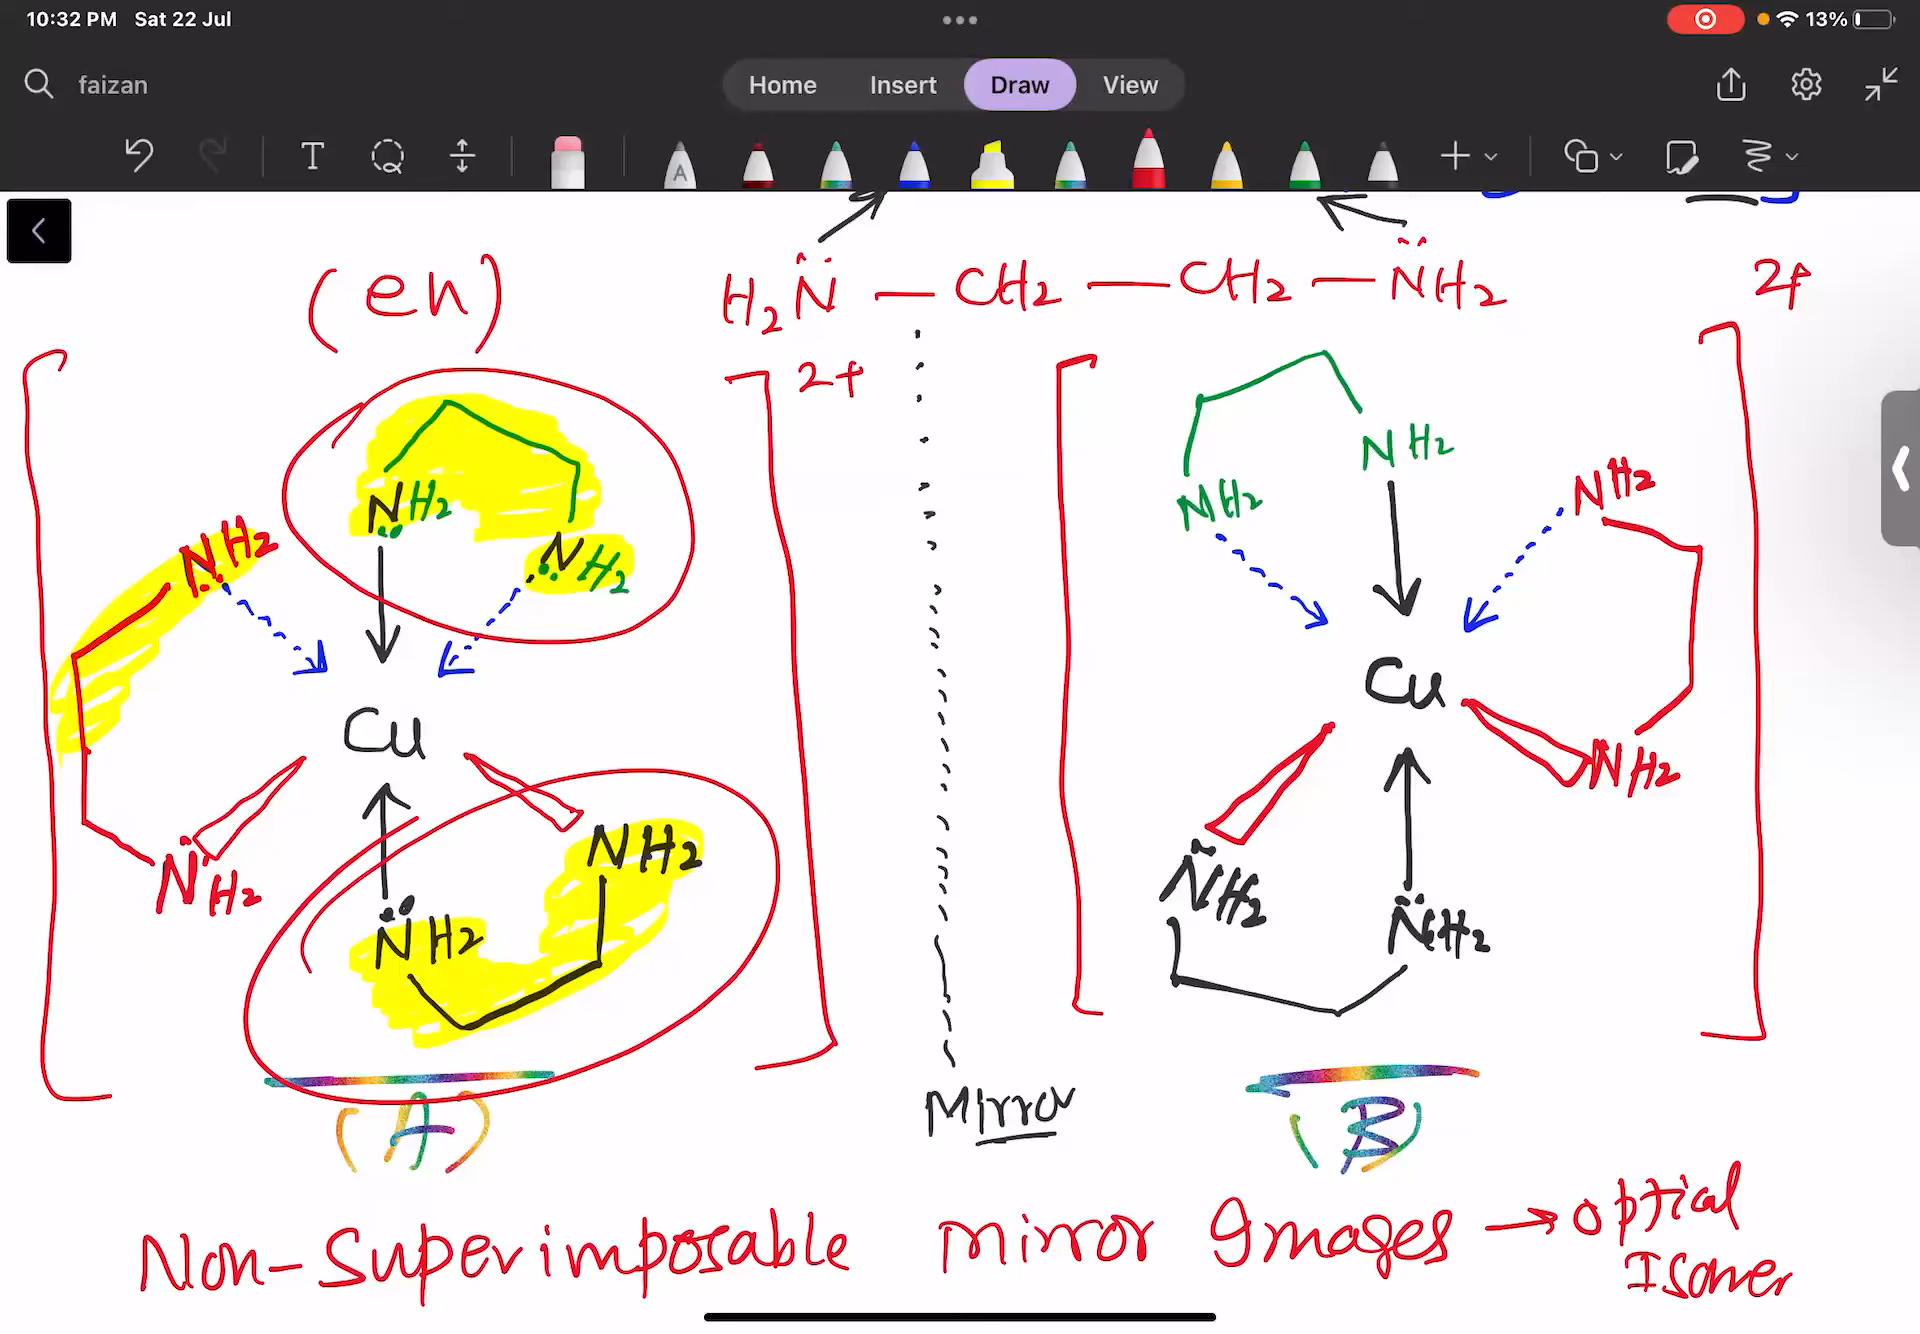 10:32 PM Sat 22 Jul
13%
faizan
Home Insert Draw View
T
A
(en)
H2N — CH2 — CH2 — NH2
2+
2+
NH2
NH2
NH2
NH2
NH2
NH2
NH2
NH2
Cu
Cu
NH2
NH2
NH2
NH2
Mirror
(A)
(B)
Non-Superimposable mirror Images → optical
Isomer